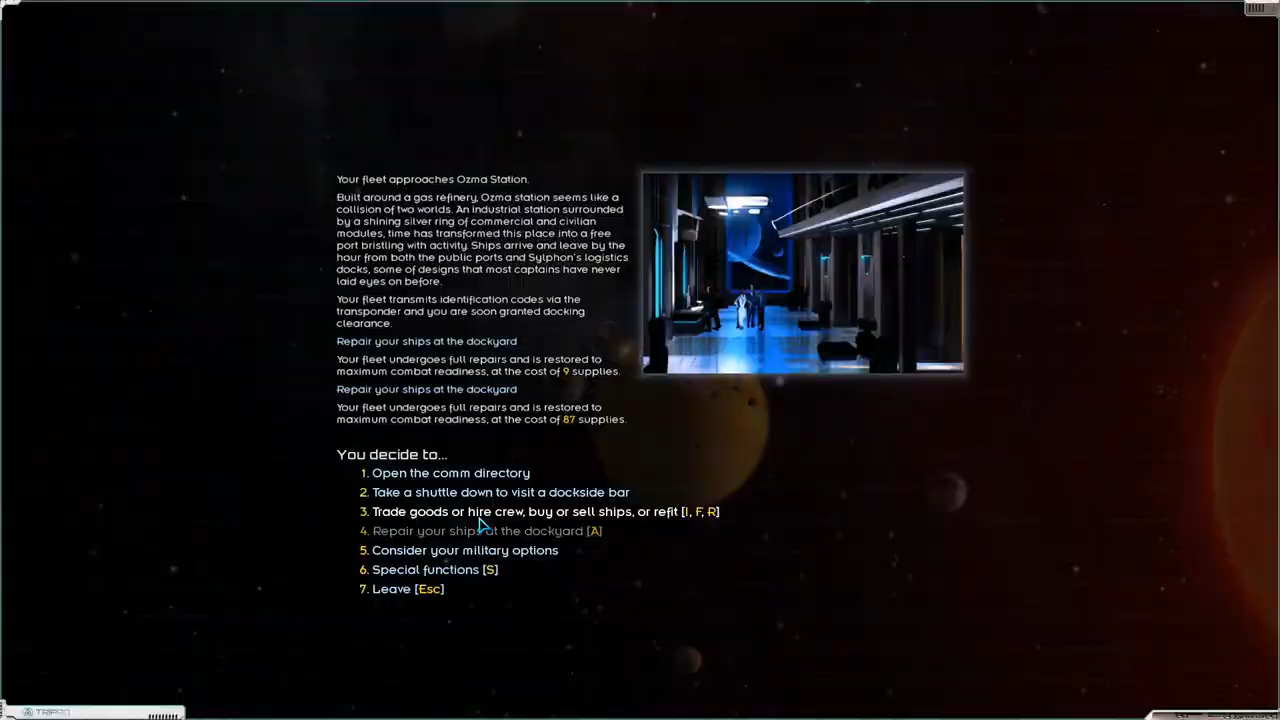 Your fleet approaches Ozma Station.
Built around a gas refinery, Ozma station seems like a
collision of two worlds. An industrial station surrounded
by a shining silver ring of commercial and civilian
modules, time has transformed this place into a free
port bristling with activity. Ships arrive and leave by the
hour from both the public ports and Sylphon's logistics
docks, some of designs that most captains have never
laid eyes on before.
Your fleet transmits identification codes via the
transponder and you are soon granted docking
clearance.
Repair your ships at the dockyard
Your fleet undergoes full repairs and is restored to
maximum combat readiness, at the cost of 9 supplies.
Repair your ships at the dockyard
Your fleet undergoes full repairs and is restored to
maximum combat readiness, at the cost of 87 supplies.
You decide to...
1. Open the comm directory
2. Take a shuttle down to visit a dockside bar
3. Trade goods or hire crew, buy or sell ships, or refit [I, F, R]
4. Repair your ships at the dockyard [A]
5. Consider your military options
6. Special functions [S]
7. Leave [Esc]